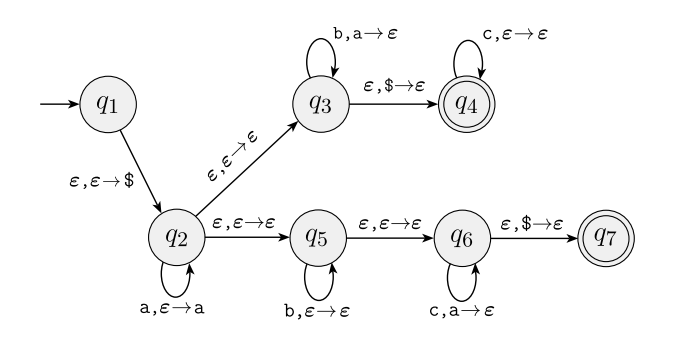 b,a→ε
c,ε→ε
q1
q3
ε,$→ε
q4
ε,ε→$
ε,ε→ε
q2
ε,ε→ε
q5
ε,ε→ε
q6
ε,$→ε
q7
a,ε→a
b,ε→ε
c,a→ε